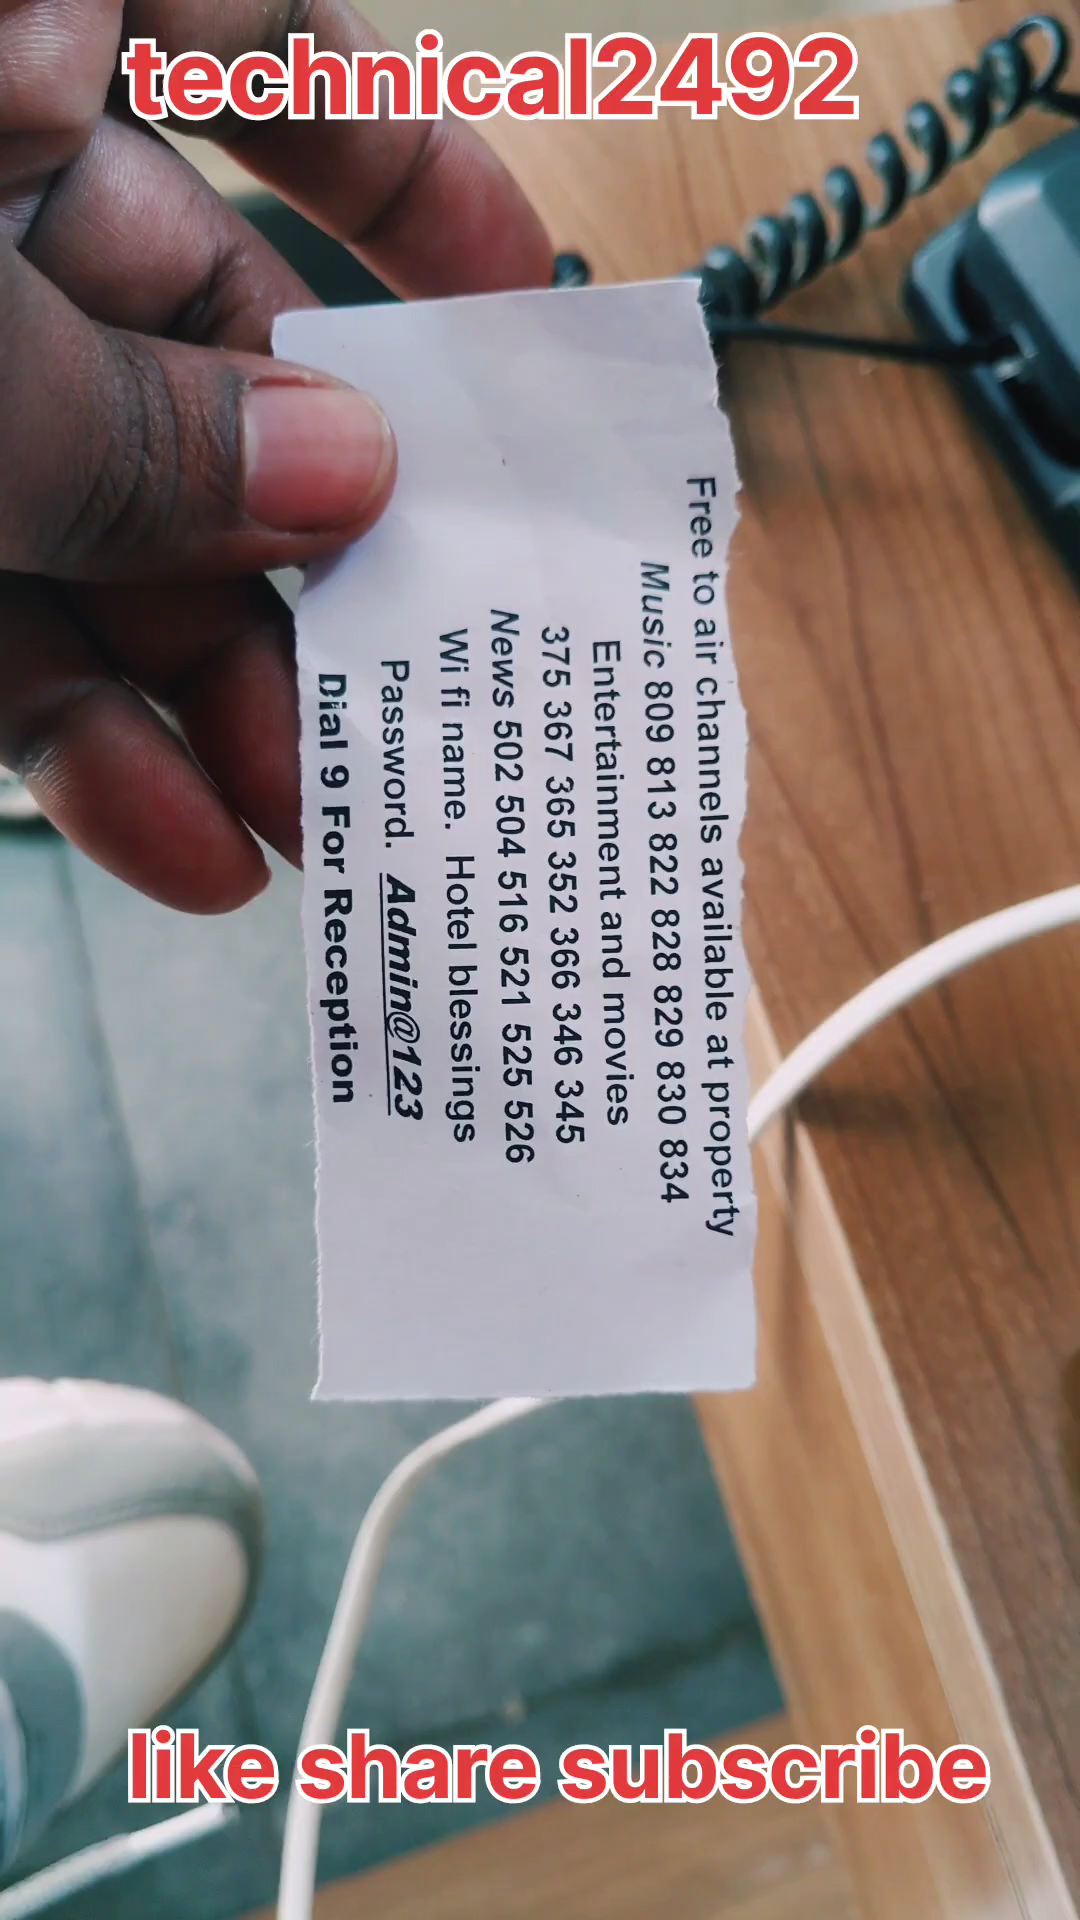 technical2492
Free to air channels available at property
Music 809 813 822 828 829 830 834
Entertainment and movies
375 367 365 352 366 346 345
News 502 504 516 521 525 526
Wi fi name. Hotel blessings
Password. Admin@123
Dial 9 For Reception
like share subscribe